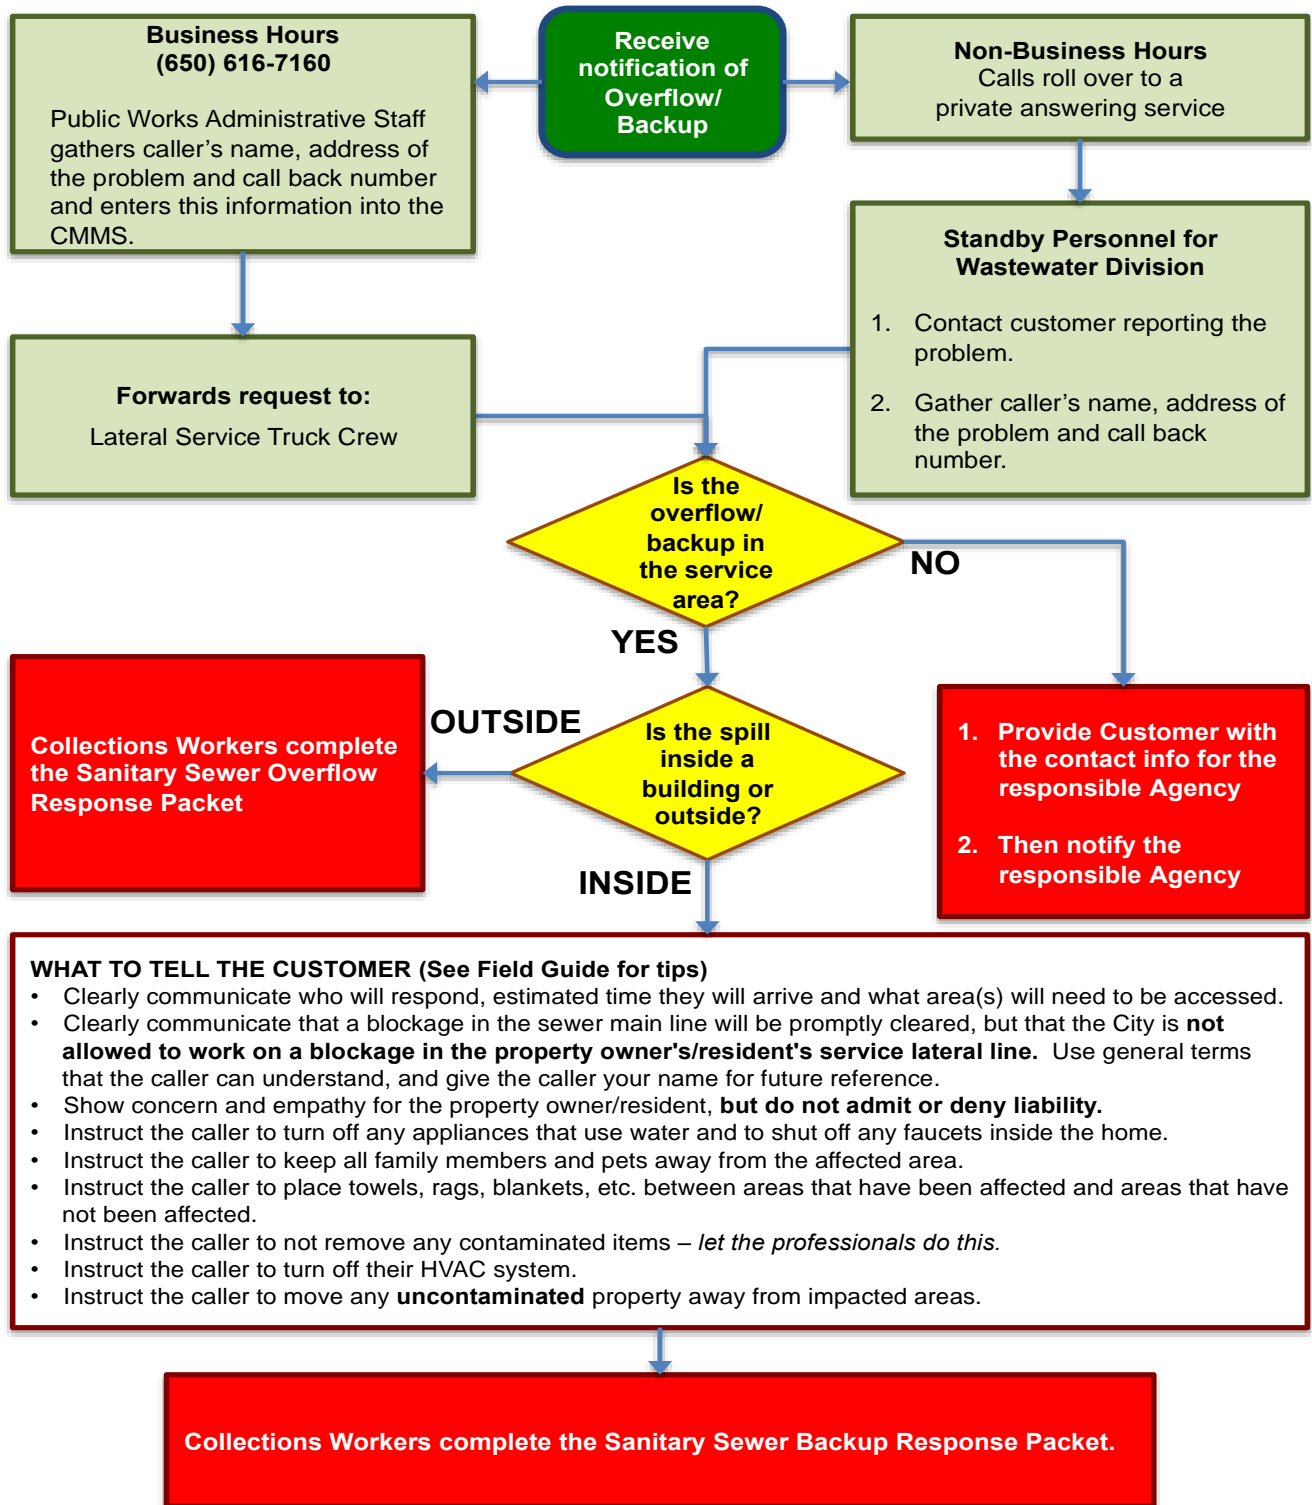 Business Hours
(650) 616-7160
Public Works Administrative Staff
gathers caller's name, address of
the problem and call back number
and enters this information into the
CMMS.
Receive
notification of
Overflow/
Backup
Non-Business Hours
Calls roll over to a
private answering service
Standby Personnel for
Wastewater Division
1. Contact customer reporting the
problem.
2. Gather caller's name, address of
the problem and call back
number.
Forwards request to:
Lateral Service Truck Crew
Is the
overflow/
backup in
the service
area?
NO
YES
1. Provide Customer with
the contact info for the
responsible Agency
2. Then notify the
responsible Agency
Is the spill
inside a
building or
outside?
OUTSIDE
Collections Workers complete
the Sanitary Sewer Overflow
Response Packet
INSIDE
WHAT TO TELL THE CUSTOMER (See Field Guide for tips)
• Clearly communicate who will respond, estimated time they will arrive and what area(s) will need to be accessed.
• Clearly communicate that a blockage in the sewer main line will be promptly cleared, but that the City is not
allowed to work on a blockage in the property owner's/resident's service lateral line. Use general terms
that the caller can understand, and give the caller your name for future reference.
• Show concern and empathy for the property owner/resident, but do not admit or deny liability.
• Instruct the caller to turn off any appliances that use water and to shut off any faucets inside the home.
• Instruct the caller to keep all family members and pets away from the affected area.
• Instruct the caller to place towels, rags, blankets, etc. between areas that have been affected and areas that have
not been affected.
• Instruct the caller to not remove any contaminated items – let the professionals do this.
• Instruct the caller to turn off their HVAC system.
• Instruct the caller to move any uncontaminated property away from impacted areas.
Collections Workers complete the Sanitary Sewer Backup Response Packet.